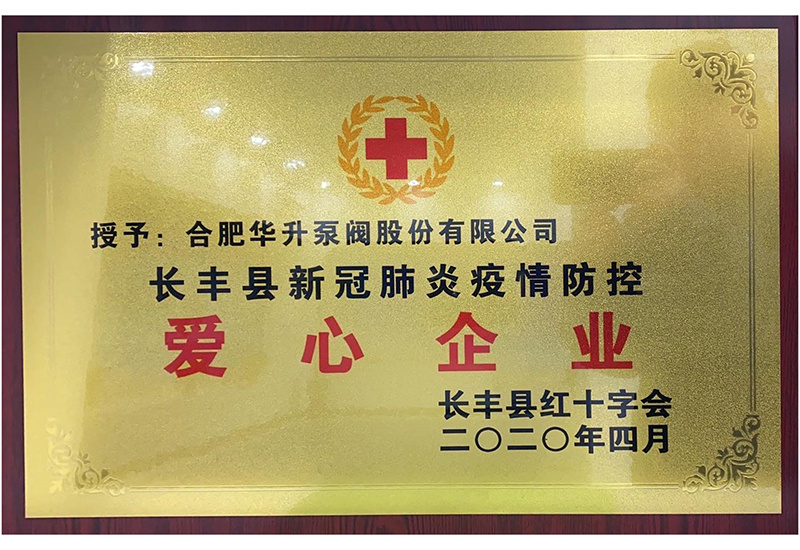 授予：合肥华升泵阀股份有限公司
长丰县新冠肺炎疫情防控
爱心企业
长丰县红十字会
二〇二〇年四月